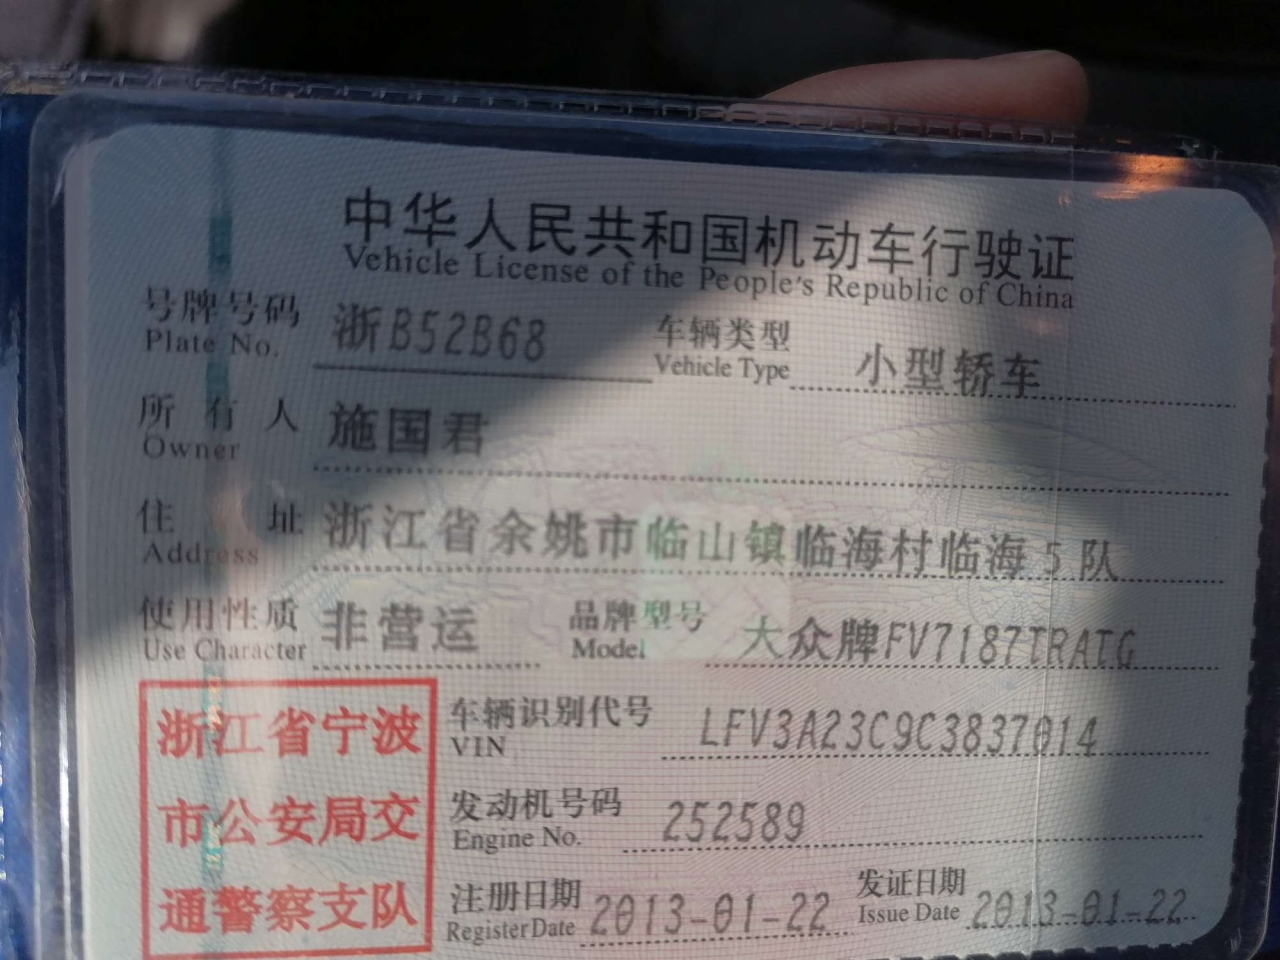 中华人民共和国机动车行驶证
Vehicle License of the People's Republic of China
号牌号码 浙B52B68 车辆类型 小型轿车
Plate No. Vehicle Type
所有人 施国君
Owner
住址 浙江省余姚市临山镇临海村临海5队
Address
使用性质 非营运 品牌型号 大众牌FV7187TRATG
Use Character Model
浙江省宁波
市公安局交
通警察支队
车辆识别代号 LFV3A23C9C3837014
VIN
发动机号码 252589
Engine No.
注册日期 2013-01-22 发证日期 2013-01-22
Register Date Issue Date